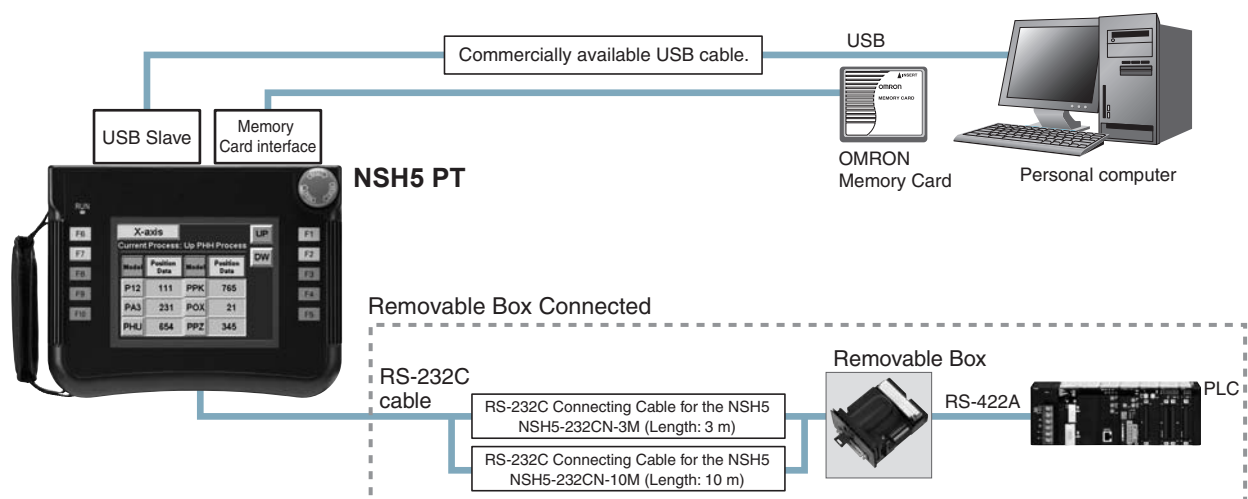 Commercially available USB cable.
USB
INSERT
OMRON
MEMORY CARD
USB Slave
Memory
Card interface
OMRON
Memory Card
Personal computer
NSH5 PT
RUN
F6
F7
F8
F9
F10
X-axis
UP
Current Process: Up PHH Process
DW
Model
Position
Data
Model
Position
Data
P12 111 PPK 765
PA3 231 POX 21
PHU 654 PPZ 345
F1
F2
F3
F4
F5
Removable Box Connected
RS-232C
cable
RS-232C Connecting Cable for the NSH5
NSH5-232CN-3M (Length: 3 m)
RS-232C Connecting Cable for the NSH5
NSH5-232CN-10M (Length: 10 m)
Removable Box
RS-422A
PLC